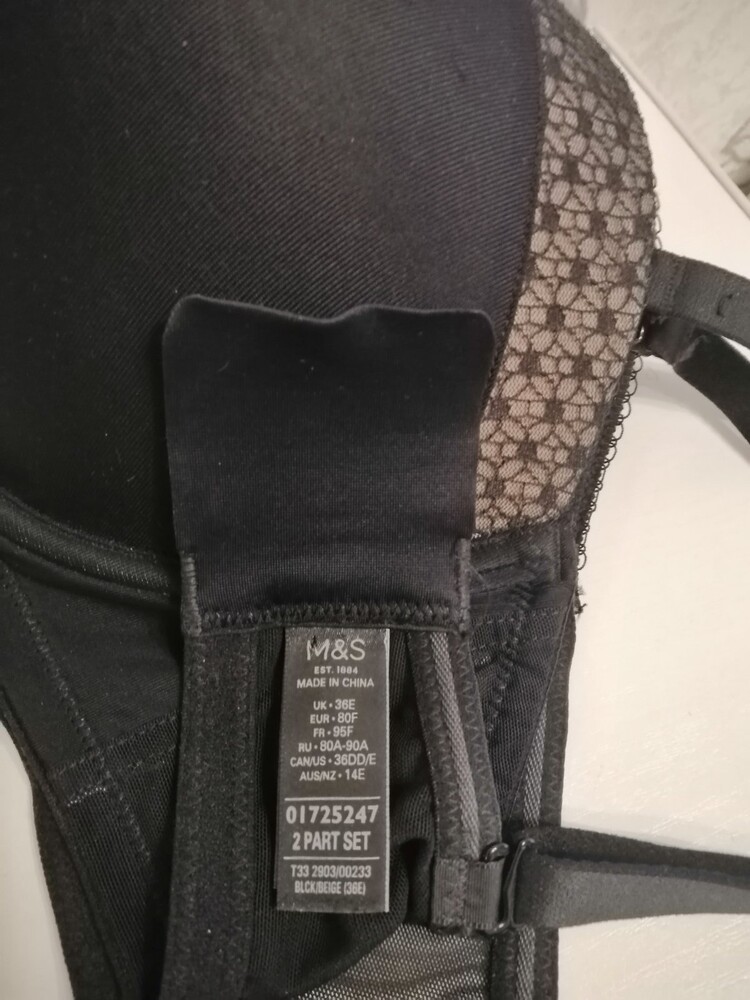 M&S
EST. 1884
MADE IN CHINA
UK • 36E
EUR • 80F
FR • 95F
RU • 80A-90A
CAN/US • 36DD/E
AUS/NZ • 14E
01725247
2 PART SET
T33 2903/00233
BLCK/BEIGE (36E)